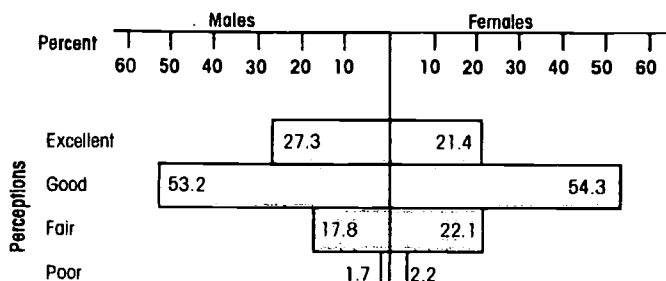 Males Females
Percent
60 50 40 30 20 10 10 20 30 40 50 60
Perceptions
Excellent 27.3 21.4
Good 53.2 54.3
Fair 17.8 22.1
Poor 1.7 2.2